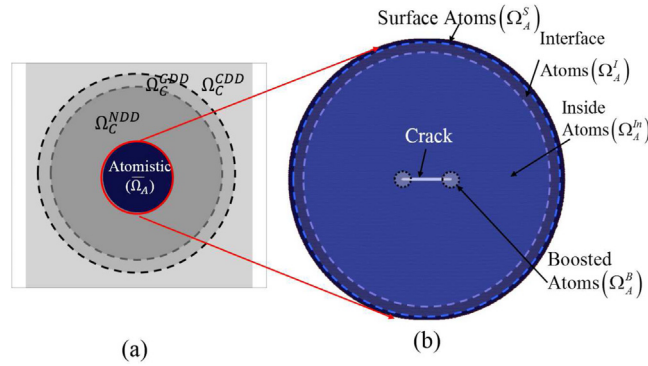 Surface Atoms(Ω_A^S)
Interface
Atoms(Ω_A^I)
Inside
Atoms(Ω_A^In)
Crack
Boosted
Atoms(Ω_A^B)
(b)
Ω_C^GDD
Ω_C^CDD
Ω_C^NDD
Atomistic
(Ω̅_A)
(a)